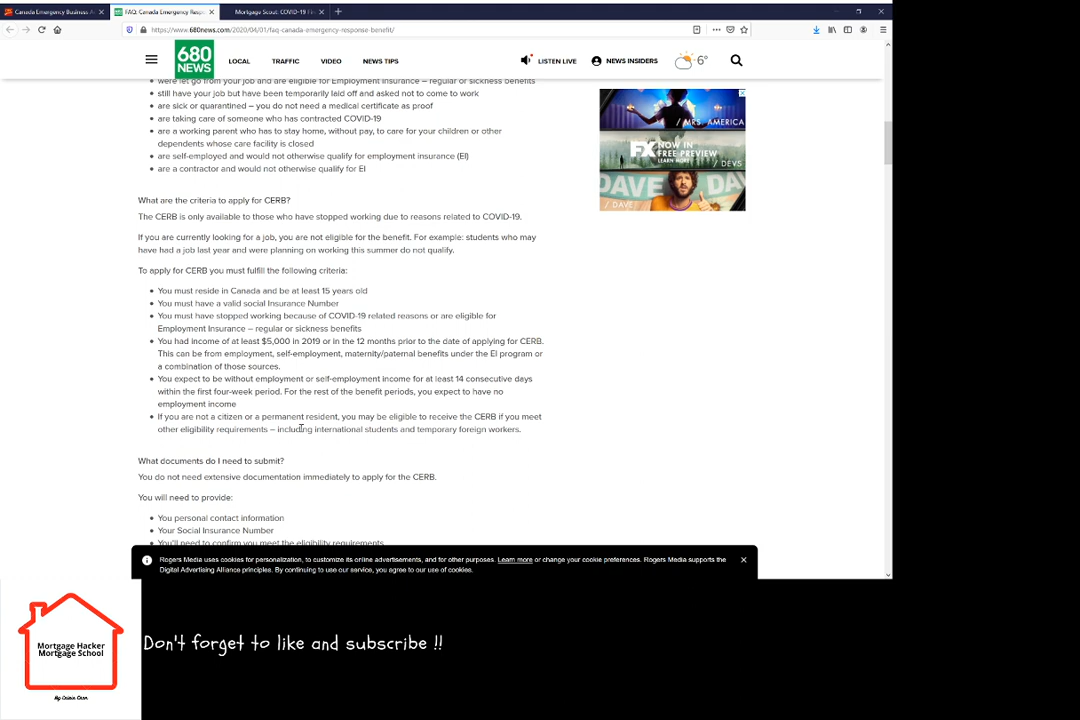 Canada Emergency Business A
FAQ: Canada Emergency Resp
Mortgage Scout: COVID-19 Fi
https://www.680news.com/2020/04/01/faq-canada-emergency-response-benefit/
680 NEWS
LOCAL
TRAFFIC
VIDEO
NEWS TIPS
LISTEN LIVE
NEWS INSIDERS
6°
were let go from your job and are eligible for Employment Insurance – regular or sickness benefits
still have your job but have been temporarily laid off and asked not to come to work
are sick or quarantined – you do not need a medical certificate as proof
are taking care of someone who has contracted COVID-19
are a working parent who has to stay home, without pay, to care for your children or other
dependents whose care facility is closed
are self-employed and would not otherwise qualify for employment insurance (EI)
are a contractor and would not otherwise qualify for EI
/ MRS. AMERICA
FX NOW IN
FREE PREVIEW
LEARN MORE
/ DEVS
DAVE
DAVE
/ DAVE
What are the criteria to apply for CERB?
The CERB is only available to those who have stopped working due to reasons related to COVID-19.
If you are currently looking for a job, you are not eligible for the benefit. For example: students who may
have had a job last year and were planning on working this summer do not qualify.
To apply for CERB you must fulfill the following criteria:
You must reside in Canada and be at least 15 years old
You must have a valid social Insurance Number
You must have stopped working because of COVID-19 related reasons or are eligible for
Employment Insurance – regular or sickness benefits
You had income of at least $5,000 in 2019 or in the 12 months prior to the date of applying for CERB.
This can be from employment, self-employment, maternity/paternal benefits under the EI program or
a combination of those sources.
You expect to be without employment or self-employment income for at least 14 consecutive days
within the first four-week period. For the rest of the benefit periods, you expect to have no
employment income
If you are not a citizen or a permanent resident, you may be eligible to receive the CERB if you meet
other eligibility requirements – including international students and temporary foreign workers.
What documents do I need to submit?
You do not need extensive documentation immediately to apply for the CERB.
You will need to provide:
You personal contact information
Your Social Insurance Number
You'll need to confirm you meet the eligibility requirements
Rogers Media uses cookies for personalization, to customize its online advertisements, and for other purposes. Learn more or change your cookie preferences. Rogers Media supports the
Digital Advertising Alliance principles. By continuing to use our service, you agree to our use of cookies.
Mortgage Hacker
Mortgage School
Don't forget to like and subscribe !!